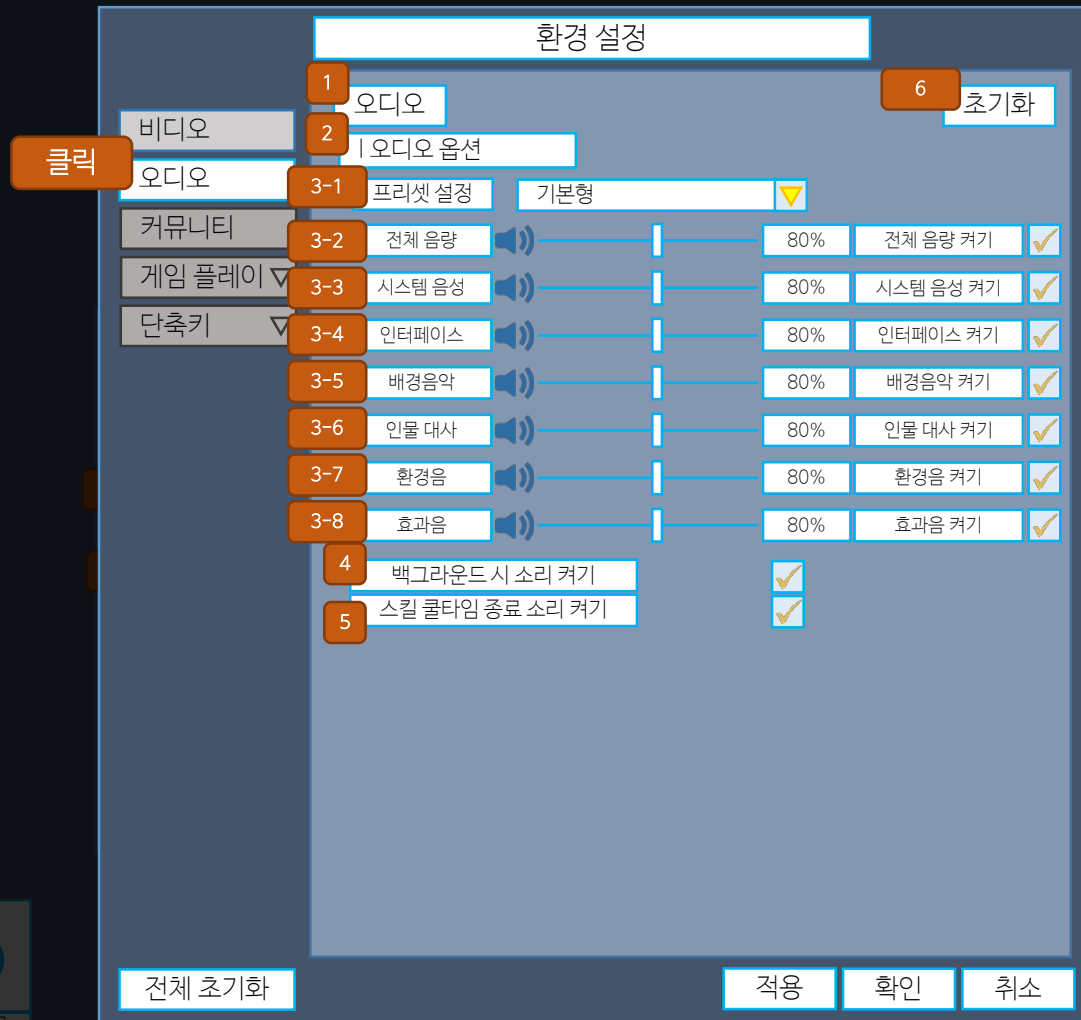 환경 설정
1
6
오디오
초기화
비디오
2
ㅣ오디오 옵션
클릭
오디오
3-1
프리셋 설정
기본형
커뮤니티
3-2
전체 음량
80%
전체 음량 켜기
게임 플레이
3-3
시스템 음성
80%
시스템 음성 켜기
단축키
3-4
인터페이스
80%
인터페이스 켜기
3-5
배경음악
80%
배경음악 켜기
3-6
인물 대사
80%
인물 대사 켜기
3-7
환경음
80%
환경음 켜기
3-8
효과음
80%
효과음 켜기
4
백그라운드 시 소리 켜기
5
스킬 쿨타임 종료 소리 켜기
전체 초기화
적용
확인
취소